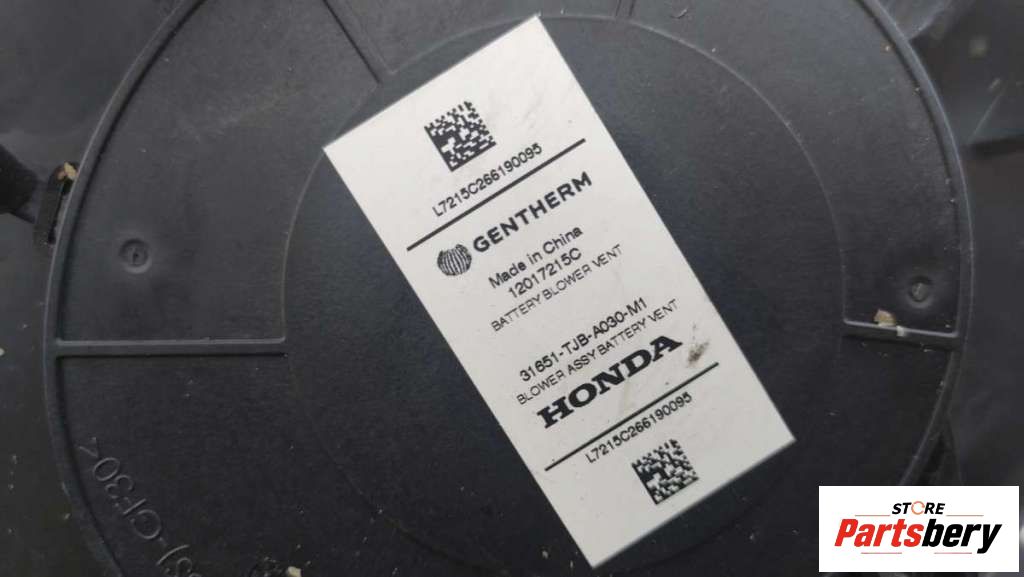 L7215C266190095
GENTHERM
Made in China
12017215C
BATTERY BLOWER VENT
31651-TJB-A030-M1
BLOWER ASSY BATTERY VENT
HONDA
L7215C266190095
-GF30<
STORE
Partsbery